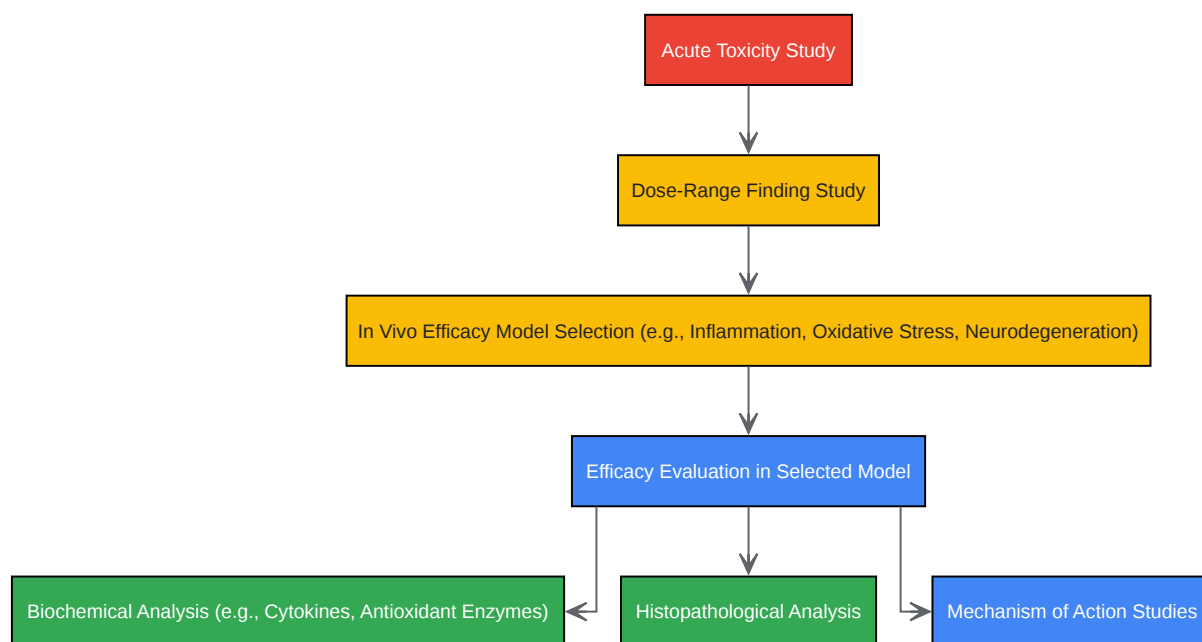 Acute Toxicity Study
Dose-Range Finding Study
In Vivo Efficacy Model Selection (e.g., Inflammation, Oxidative Stress, Neurodegeneration)
Efficacy Evaluation in Selected Model
Biochemical Analysis (e.g., Cytokines, Antioxidant Enzymes)
Histopathological Analysis
Mechanism of Action Studies